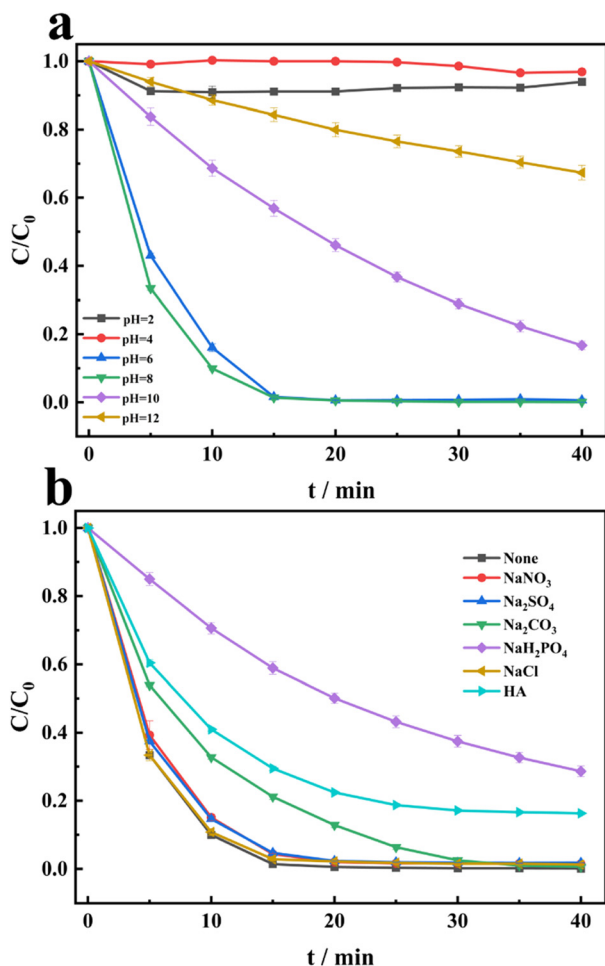 a
1.0
0.8
0.6
0.4
0.2
0.0
C/C₀
pH=2
pH=4
pH=6
pH=8
pH=10
pH=12
0 10 20 30 40
t / min
b
1.0
0.8
0.6
0.4
0.2
0.0
C/C₀
None
NaNO₃
Na₂SO₄
Na₂CO₃
NaH₂PO₄
NaCl
HA
0 10 20 30 40
t / min